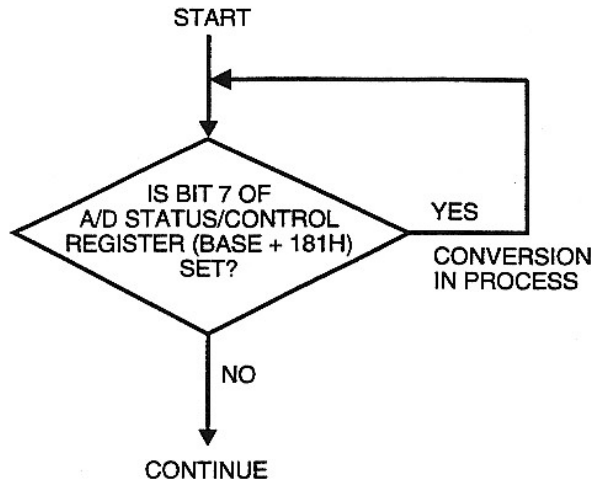 START
IS BIT 7 OF
A/D STATUS/CONTROL
REGISTER (BASE + 181H)
SET?
YES
CONVERSION
IN PROCESS
NO
CONTINUE